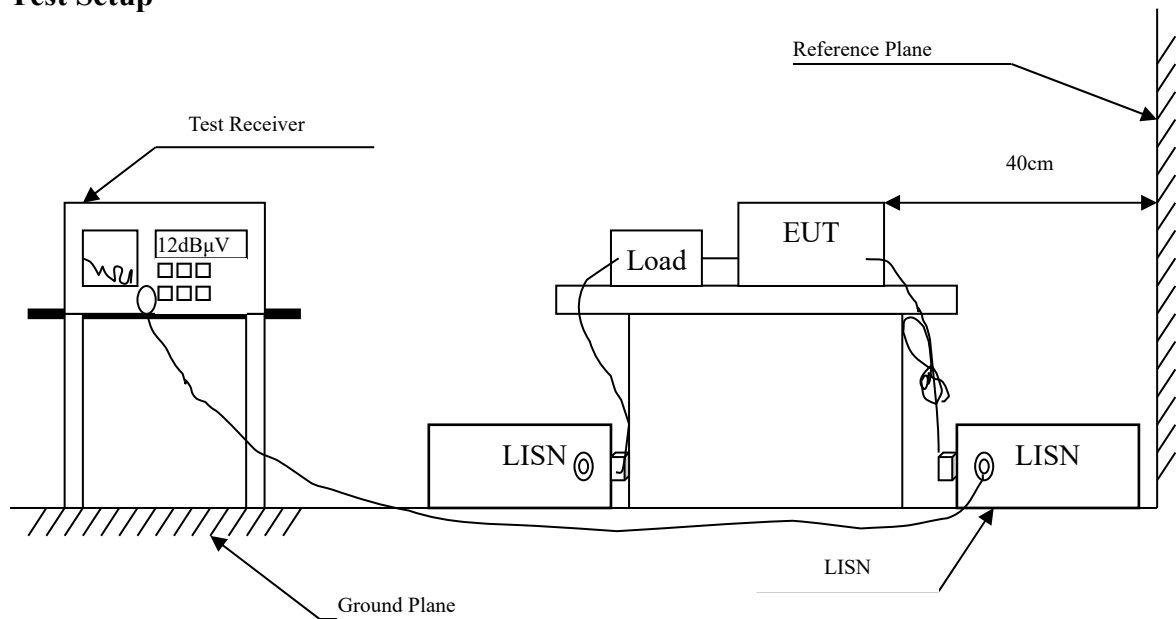 Test Setup
Reference Plane
Test Receiver
40cm
12dBμV
EUT
Load
LISN
LISN
LISN
Ground Plane